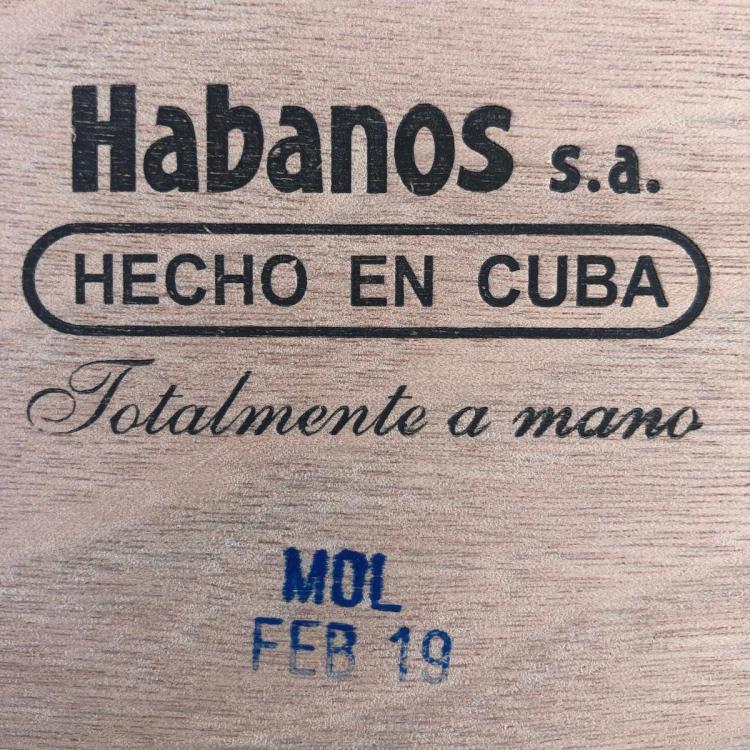 Habanos s.a.
HECHO EN CUBA
Totalmente a mano
MOL
FEB 19